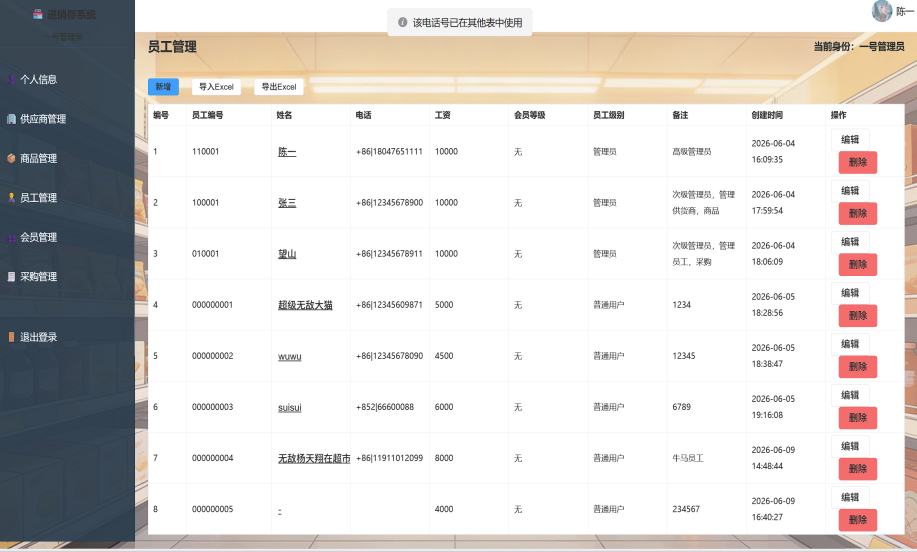 进销存系统
一号管理员
个人信息
供应商管理
商品管理
员工管理
会员管理
采购管理
退出登录
该电话号已在其他表中使用
陈一
员工管理
当前身份：一号管理员
新增 导入Excel 导出Excel
编号 员工编号 姓名 电话 工资 会员等级 员工级别 备注 创建时间 操作
1 110001 陈一 +86|18047651111 10000 无 管理员 高级管理员 2026-06-04 16:09:35 编辑 删除
2 100001 张三 +86|12345678900 10000 无 管理员 次级管理员，管理供货商，商品 2026-06-04 17:59:54 编辑 删除
3 010001 望山 +86|12345678911 10000 无 管理员 次级管理员，管理员工，采购 2026-06-04 18:06:09 编辑 删除
4 000000001 超级无敌大猫 +86|12345609871 5000 无 普通用户 1234 2026-06-05 18:28:56 编辑 删除
5 000000002 wuwu +86|12345678090 4500 无 普通用户 12345 2026-06-05 18:38:47 编辑 删除
6 000000003 suisui +852|66600088 6000 无 普通用户 6789 2026-06-05 19:16:08 编辑 删除
7 000000004 无敌杨天翔在超市 +86|11911012099 8000 无 普通用户 牛马员工 2026-06-09 14:48:44 编辑 删除
8 000000005 - 4000 无 普通用户 234567 2026-06-09 16:40:27 编辑 删除